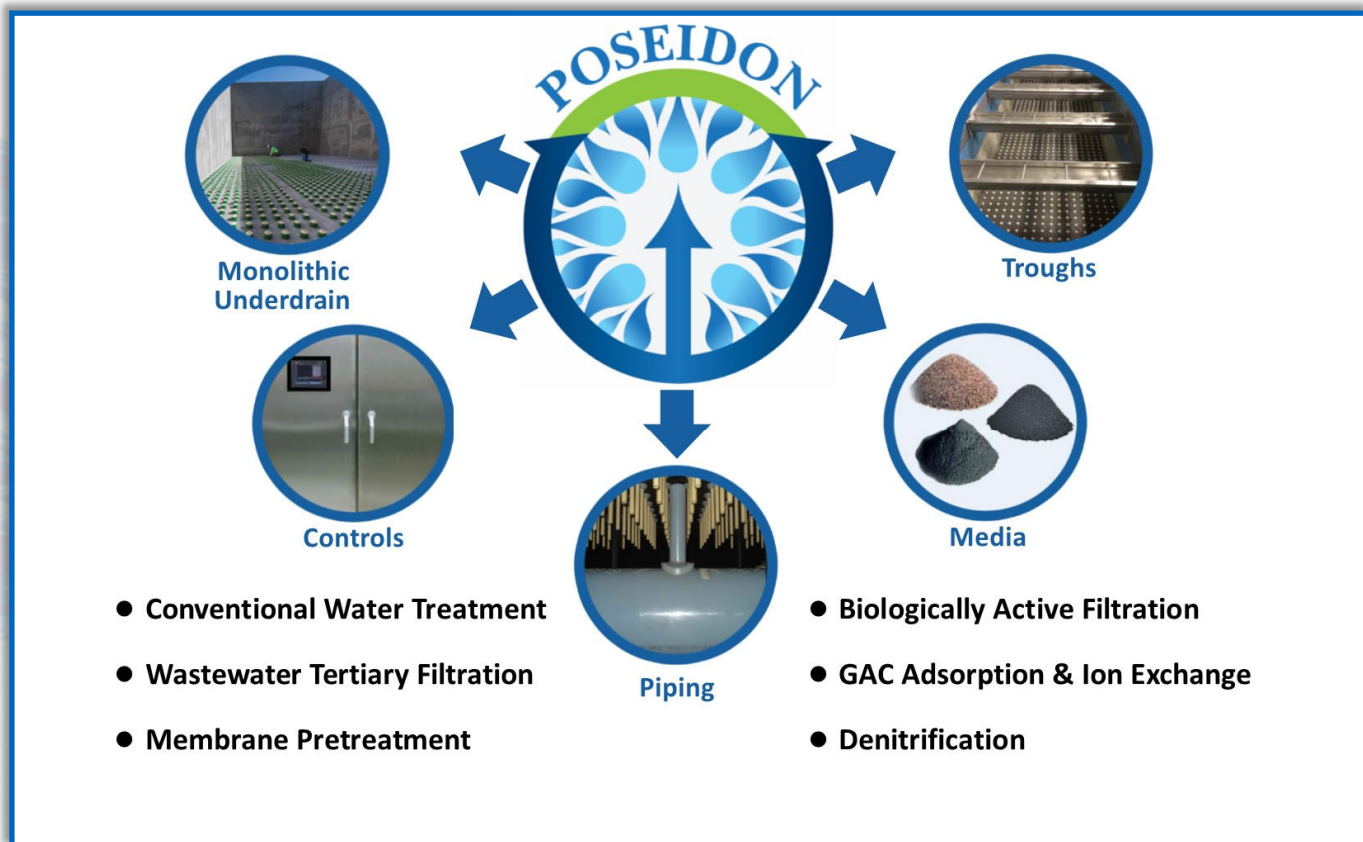 POSEIDON
Monolithic
Underdrain
Troughs
Controls
Media
Piping
● Conventional Water Treatment
● Wastewater Tertiary Filtration
● Membrane Pretreatment
● Biologically Active Filtration
● GAC Adsorption & Ion Exchange
● Denitrification